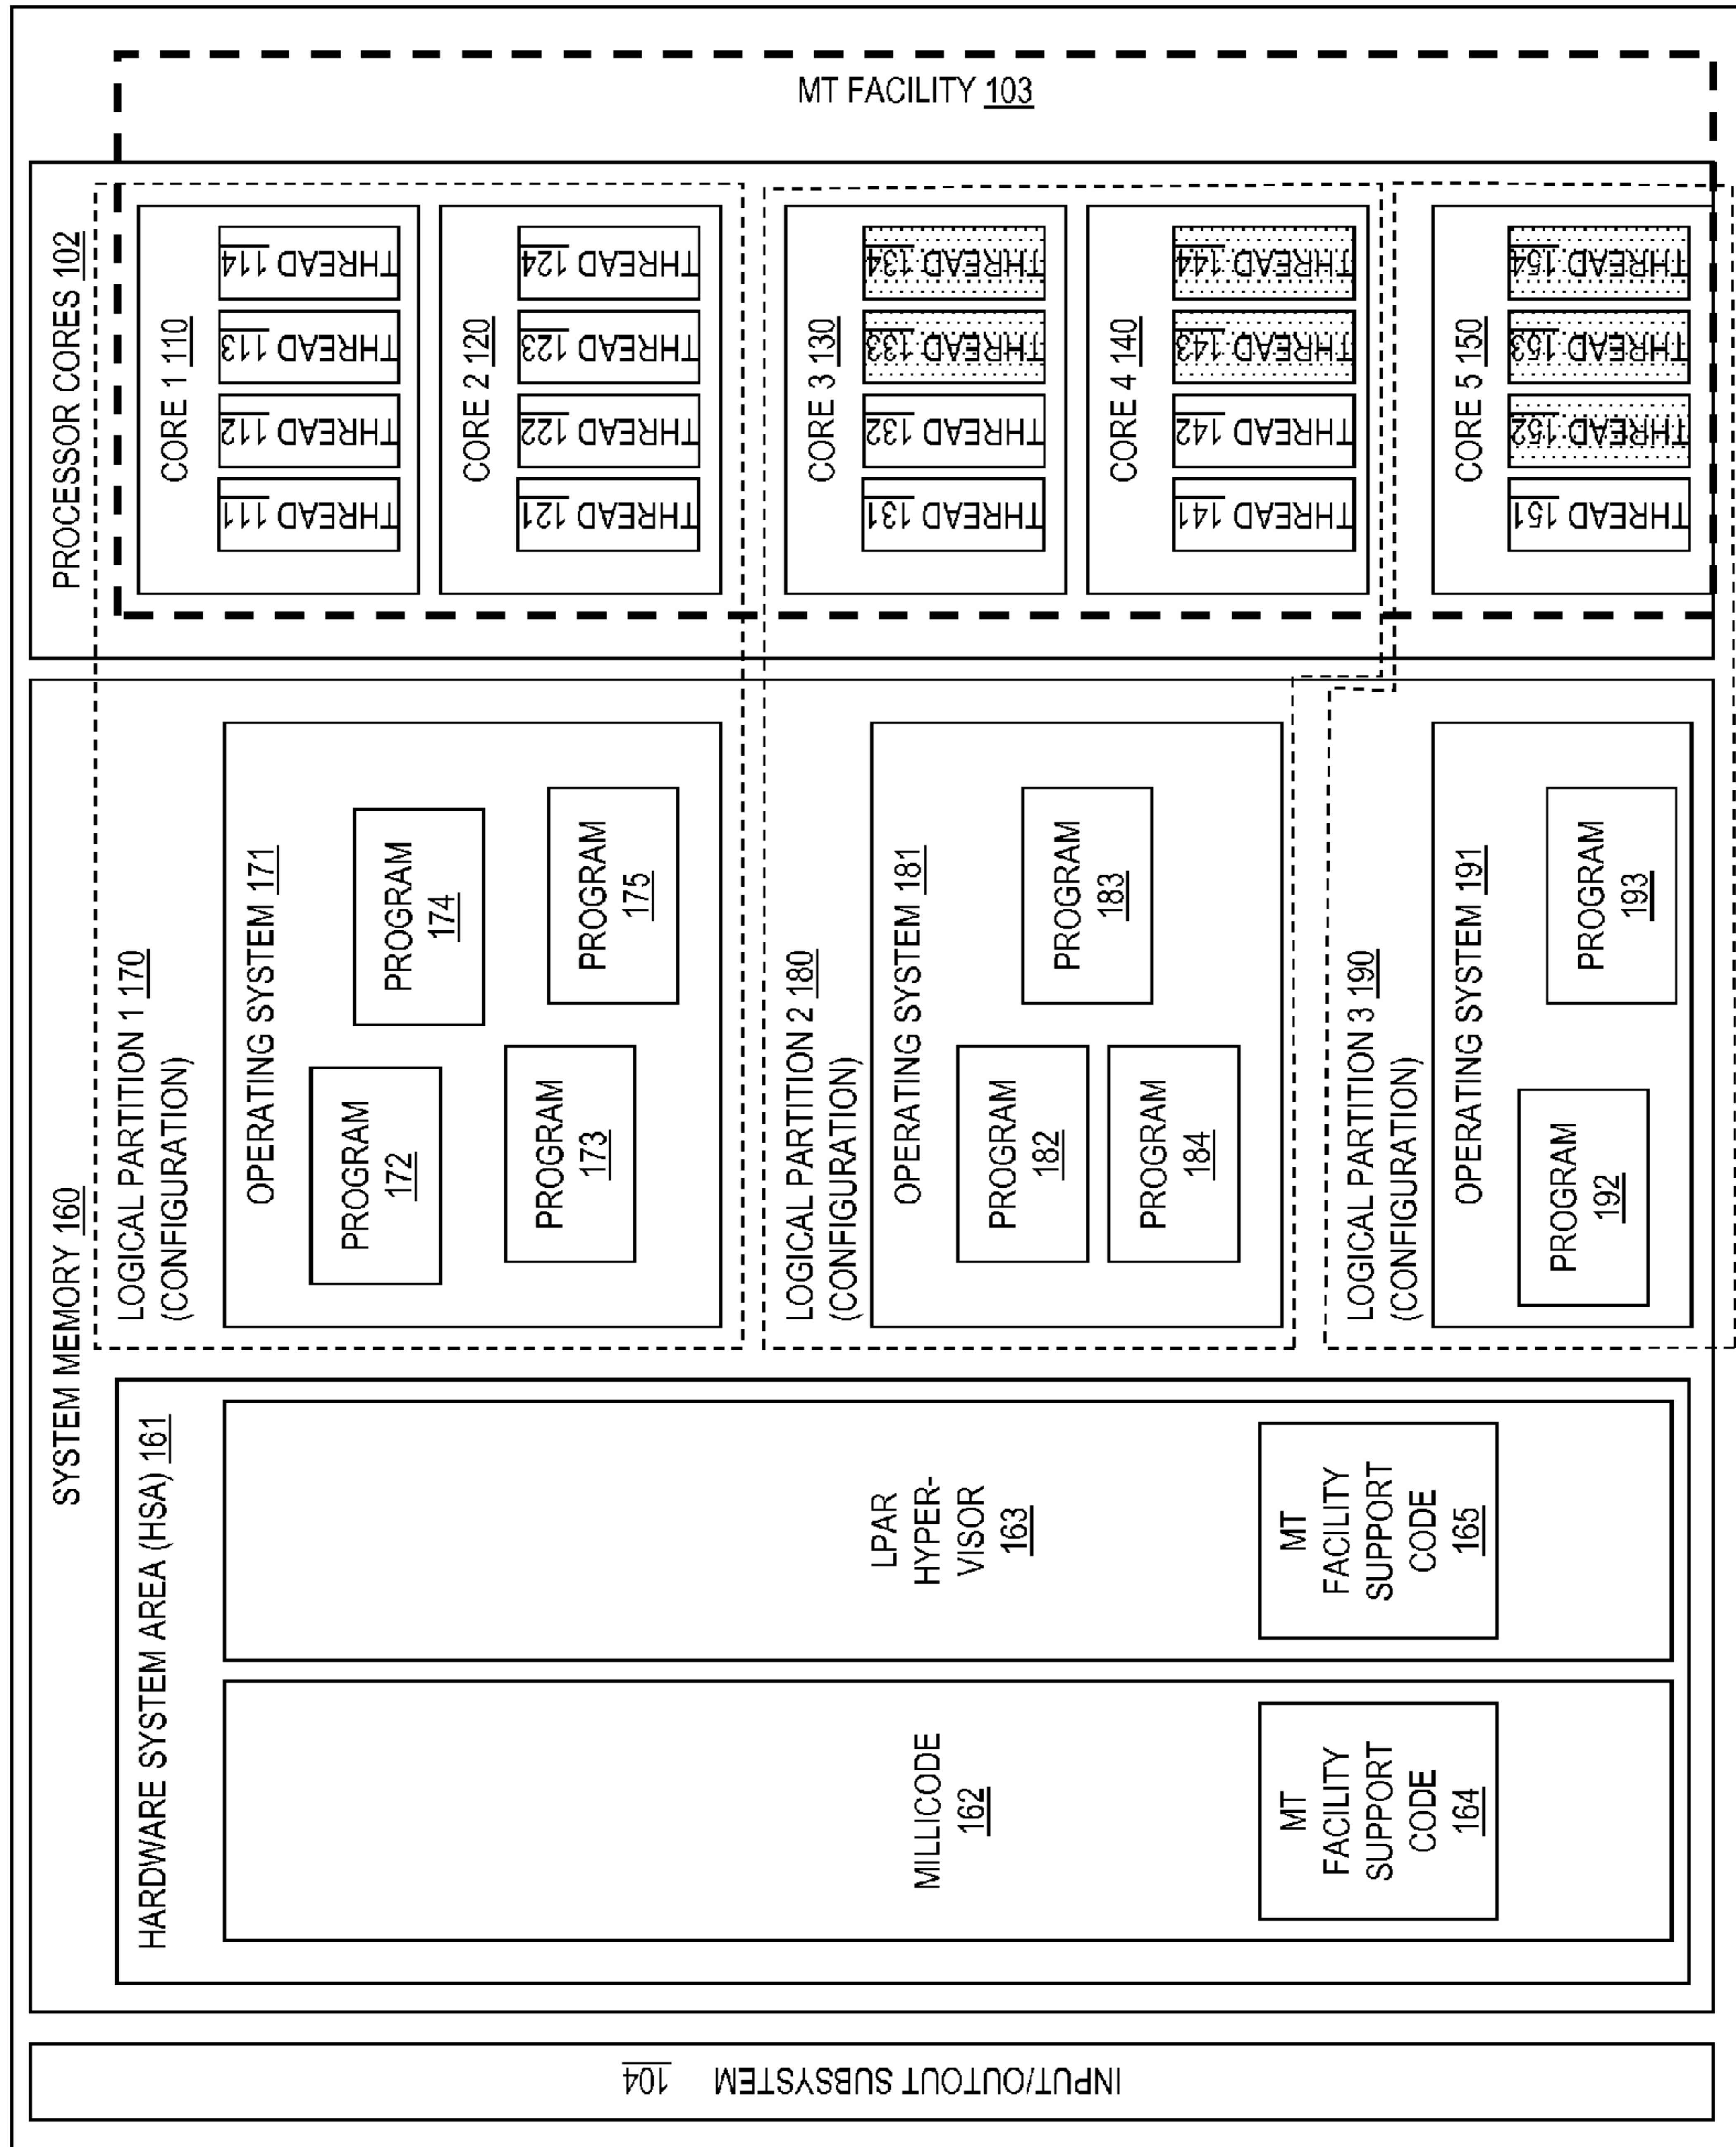 MT FACILITY 103
PROCESSOR CORES 102
CORE 1 110
THREAD 111
THREAD 112
THREAD 113
THREAD 114
CORE 2 120
THREAD 121
THREAD 122
THREAD 123
THREAD 124
CORE 3 130
THREAD 131
THREAD 132
THREAD 133
THREAD 134
CORE 4 140
THREAD 141
THREAD 142
THREAD 143
THREAD 144
CORE 5 150
THREAD 151
THREAD 152
THREAD 153
THREAD 154
SYSTEM MEMORY 160
LOGICAL PARTITION 1 170
(CONFIGURATION)
OPERATING SYSTEM 171
PROGRAM
172
PROGRAM
174
PROGRAM
173
PROGRAM
175
LOGICAL PARTITION 2 180
(CONFIGURATION)
OPERATING SYSTEM 181
PROGRAM
182
PROGRAM
183
PROGRAM
184
LOGICAL PARTITION 3 190
(CONFIGURATION)
OPERATING SYSTEM 191
PROGRAM
192
PROGRAM
193
HARDWARE SYSTEM AREA (HSA) 161
LPAR
HYPER-
VISOR
163
MT
FACILITY
SUPPORT
CODE
165
MILLICODE
162
MT
FACILITY
SUPPORT
CODE
164
INPUT/OUTOUT SUBSYSTEM 104